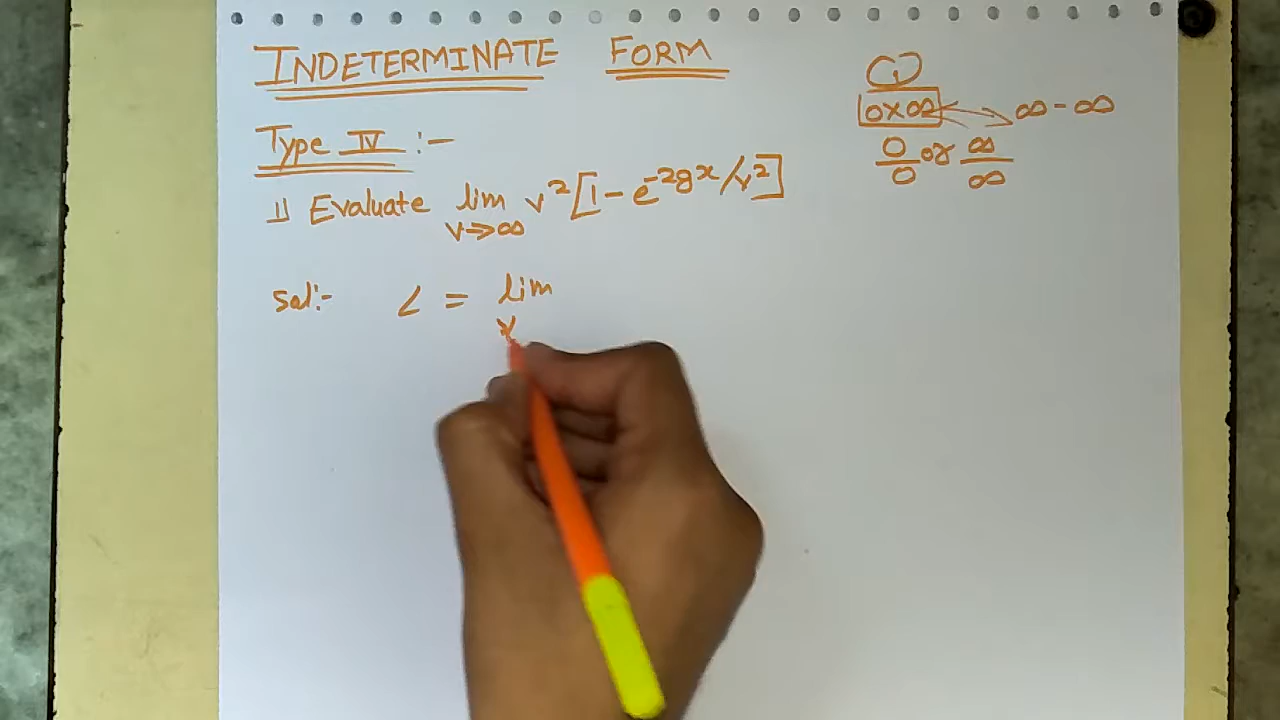 INDETERMINATE FORM
Type IV :-
1] Evaluate lim v→∞ v²[1 - e^-2gx/v²]
Sol:- L = lim
0×∞ → ∞ - ∞
0/0 or ∞/∞